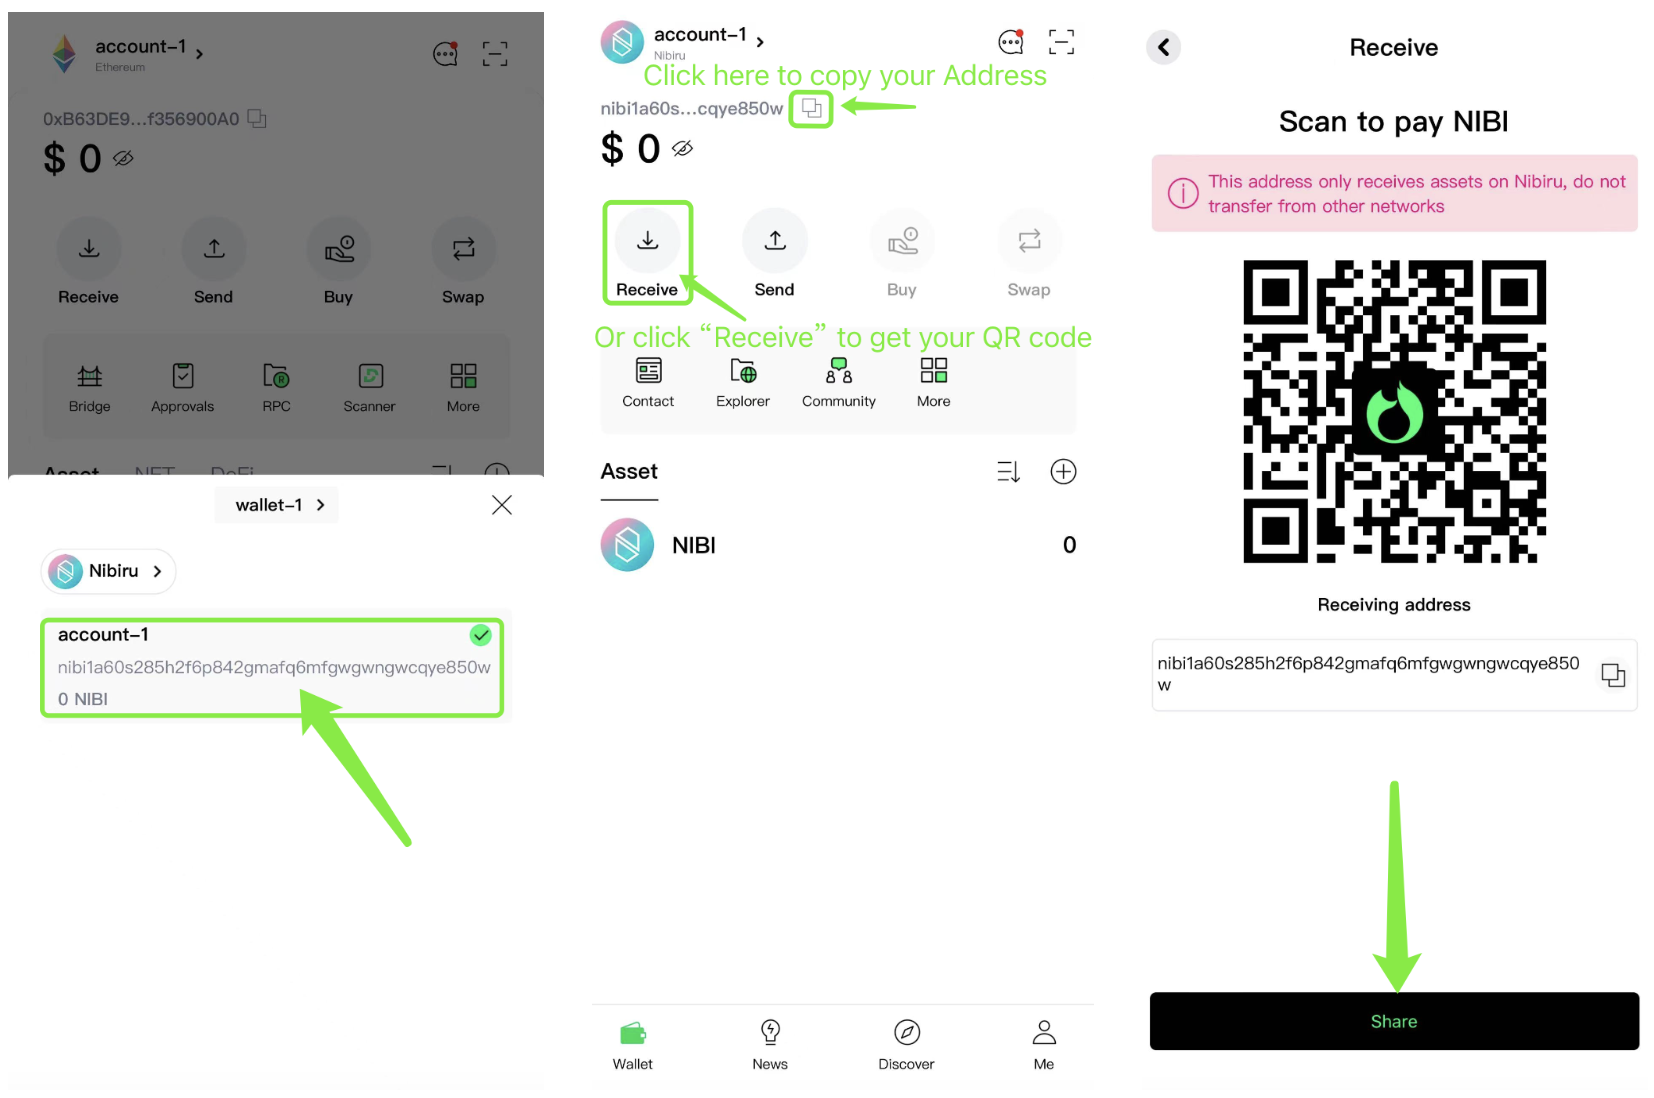 account-1 >
Ethereum
0xB63DE9...f356900A0
$ 0
Receive Send Buy Swap
Bridge Approvals RPC Scanner More
Asset NFT DeFi
wallet-1 >
Nibiru >
account-1
nibi1a60s285h2f6p842gmafq6mfgwgwngwcqye850w
0 NIBI
account-1 >
Nibiru
Click here to copy your Address
nibi1a60s...cqye850w
$ 0
Receive Send Buy Swap
Or click “Receive” to get your QR code
Contact Explorer Community More
Asset
NIBI 0
Wallet News Discover Me
Receive
Scan to pay NIBI
This address only receives assets on Nibiru, do not
transfer from other networks
Receiving address
nibi1a60s285h2f6p842gmafq6mfgwgwngwcqye850
w
Share